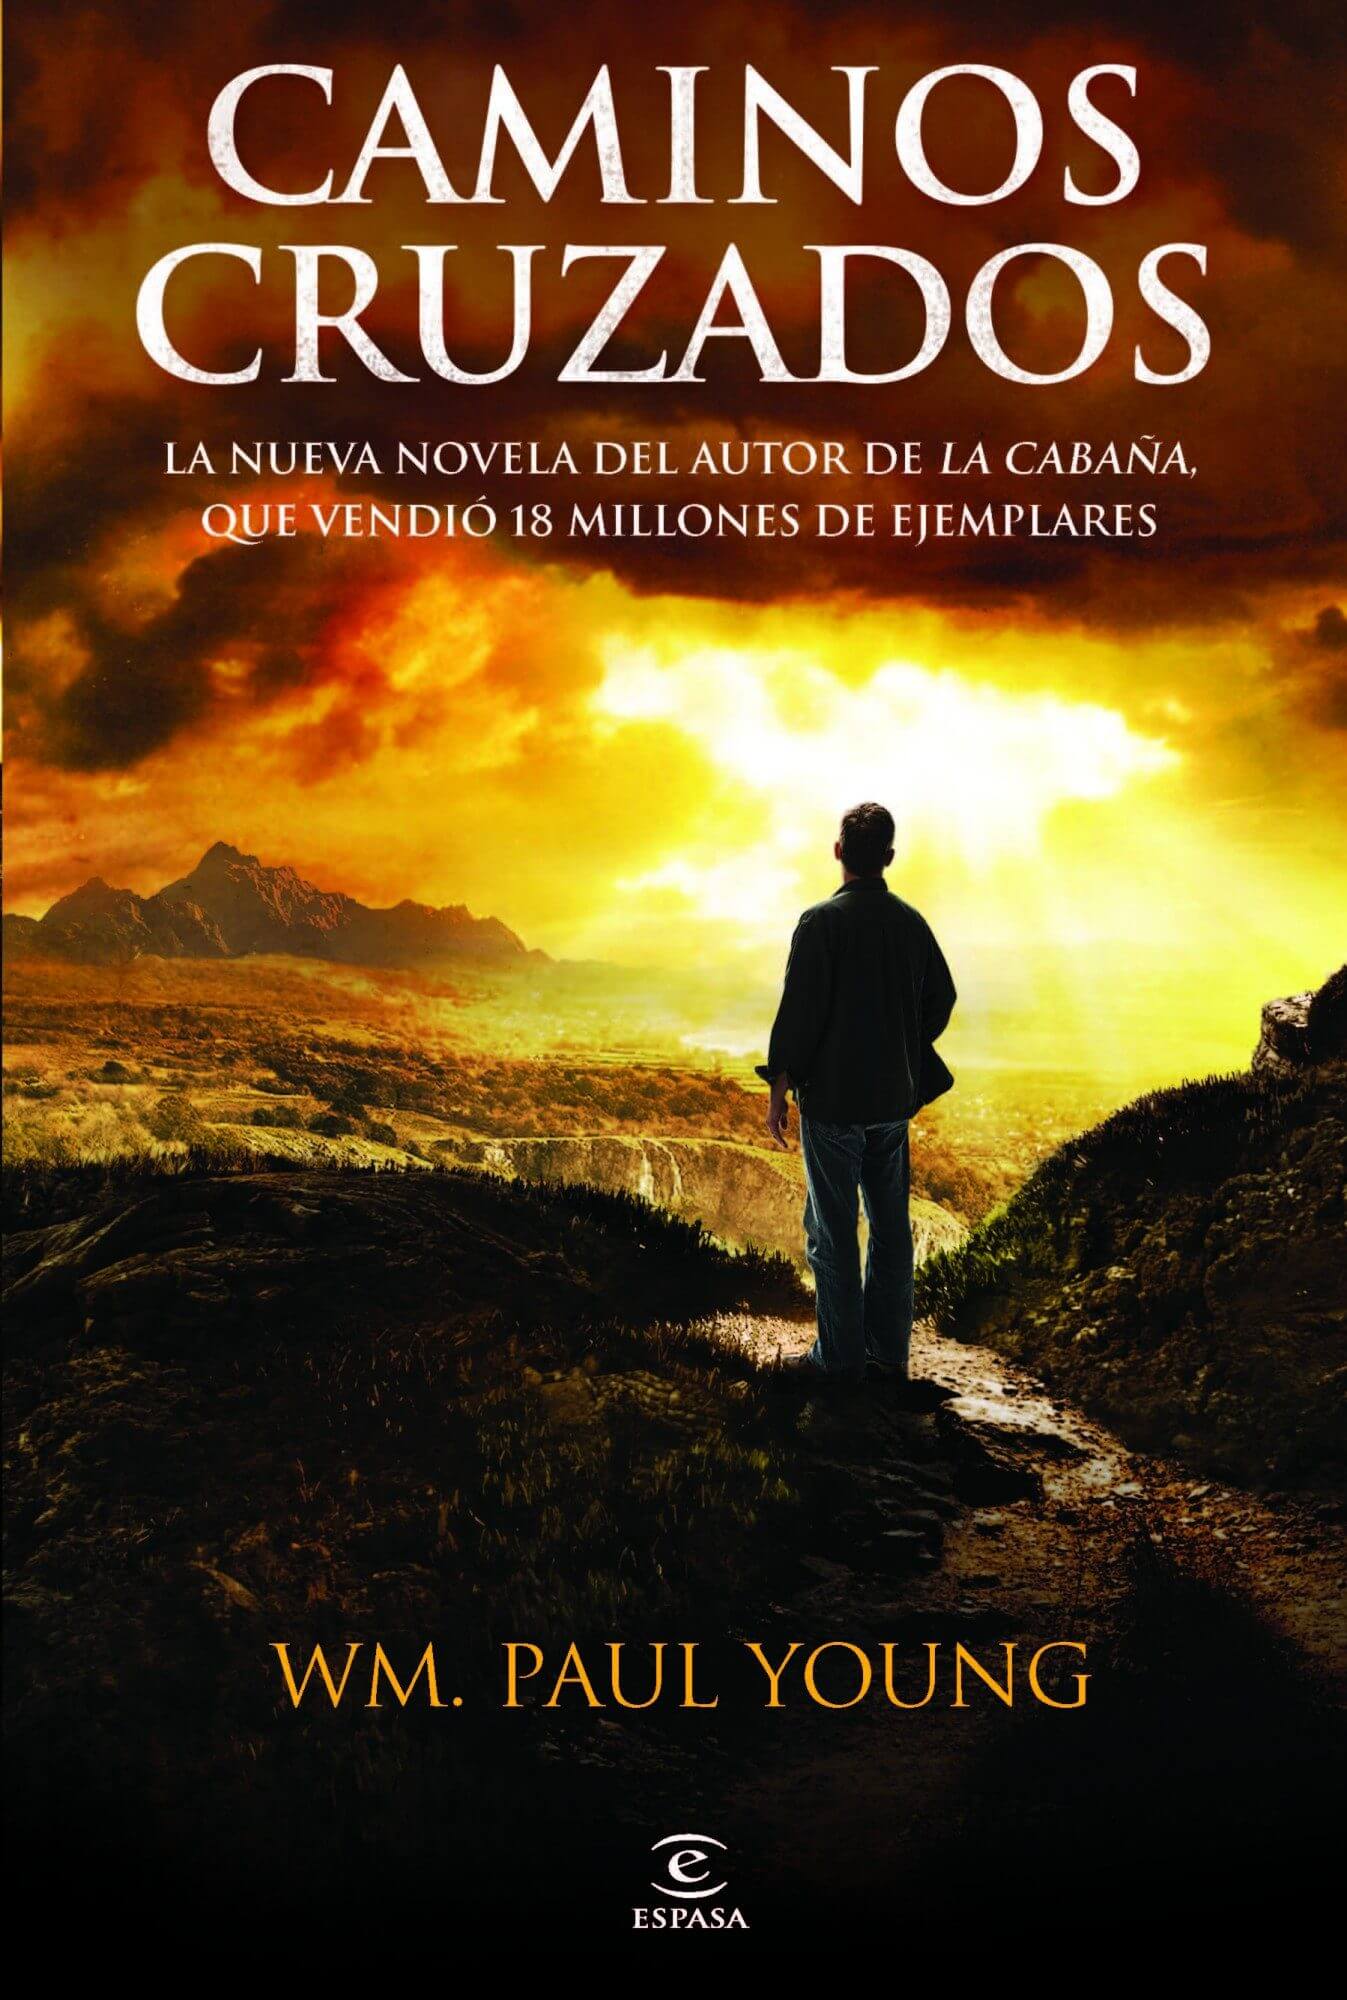 CAMINOS
CRUZADOS
LA NUEVA NOVELA DEL AUTOR DE LA CABAÑA,
QUE VENDIÓ 18 MILLONES DE EJEMPLARES
WM. PAUL YOUNG
e
ESPASA